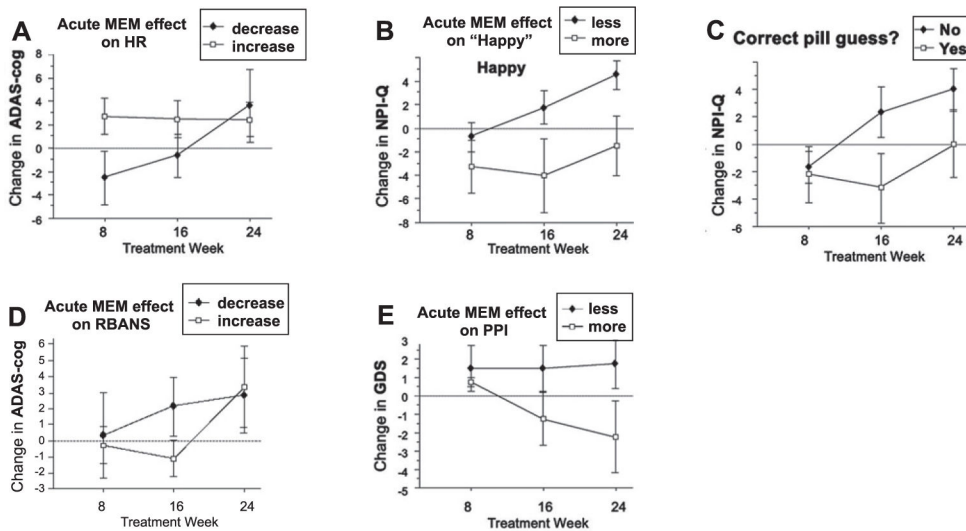 A
Acute MEM effect
on HR
decrease
increase
Change in ADAS-cog
6
4
2
0
-2
-4
-6
8 16 24
Treatment Week
B
Acute MEM effect
on “Happy”
less
more
Happy
Change in NPI-Q
4
2
0
-2
-4
-6
-8
8 16 24
Treatment Week
C
Correct pill guess?
No
Yes
Change in NPI-Q
4
2
0
-2
-4
-6
8 16 24
Treatment Week
D
Acute MEM effect
on RBANS
decrease
increase
Change in ADAS-cog
6
5
4
3
2
1
0
-1
-2
-3
8 16 24
Treatment Week
E
Acute MEM effect
on PPI
less
more
Change in GDS
3
2
1
0
-1
-2
-3
-4
-5
8 16 24
Treatment Week